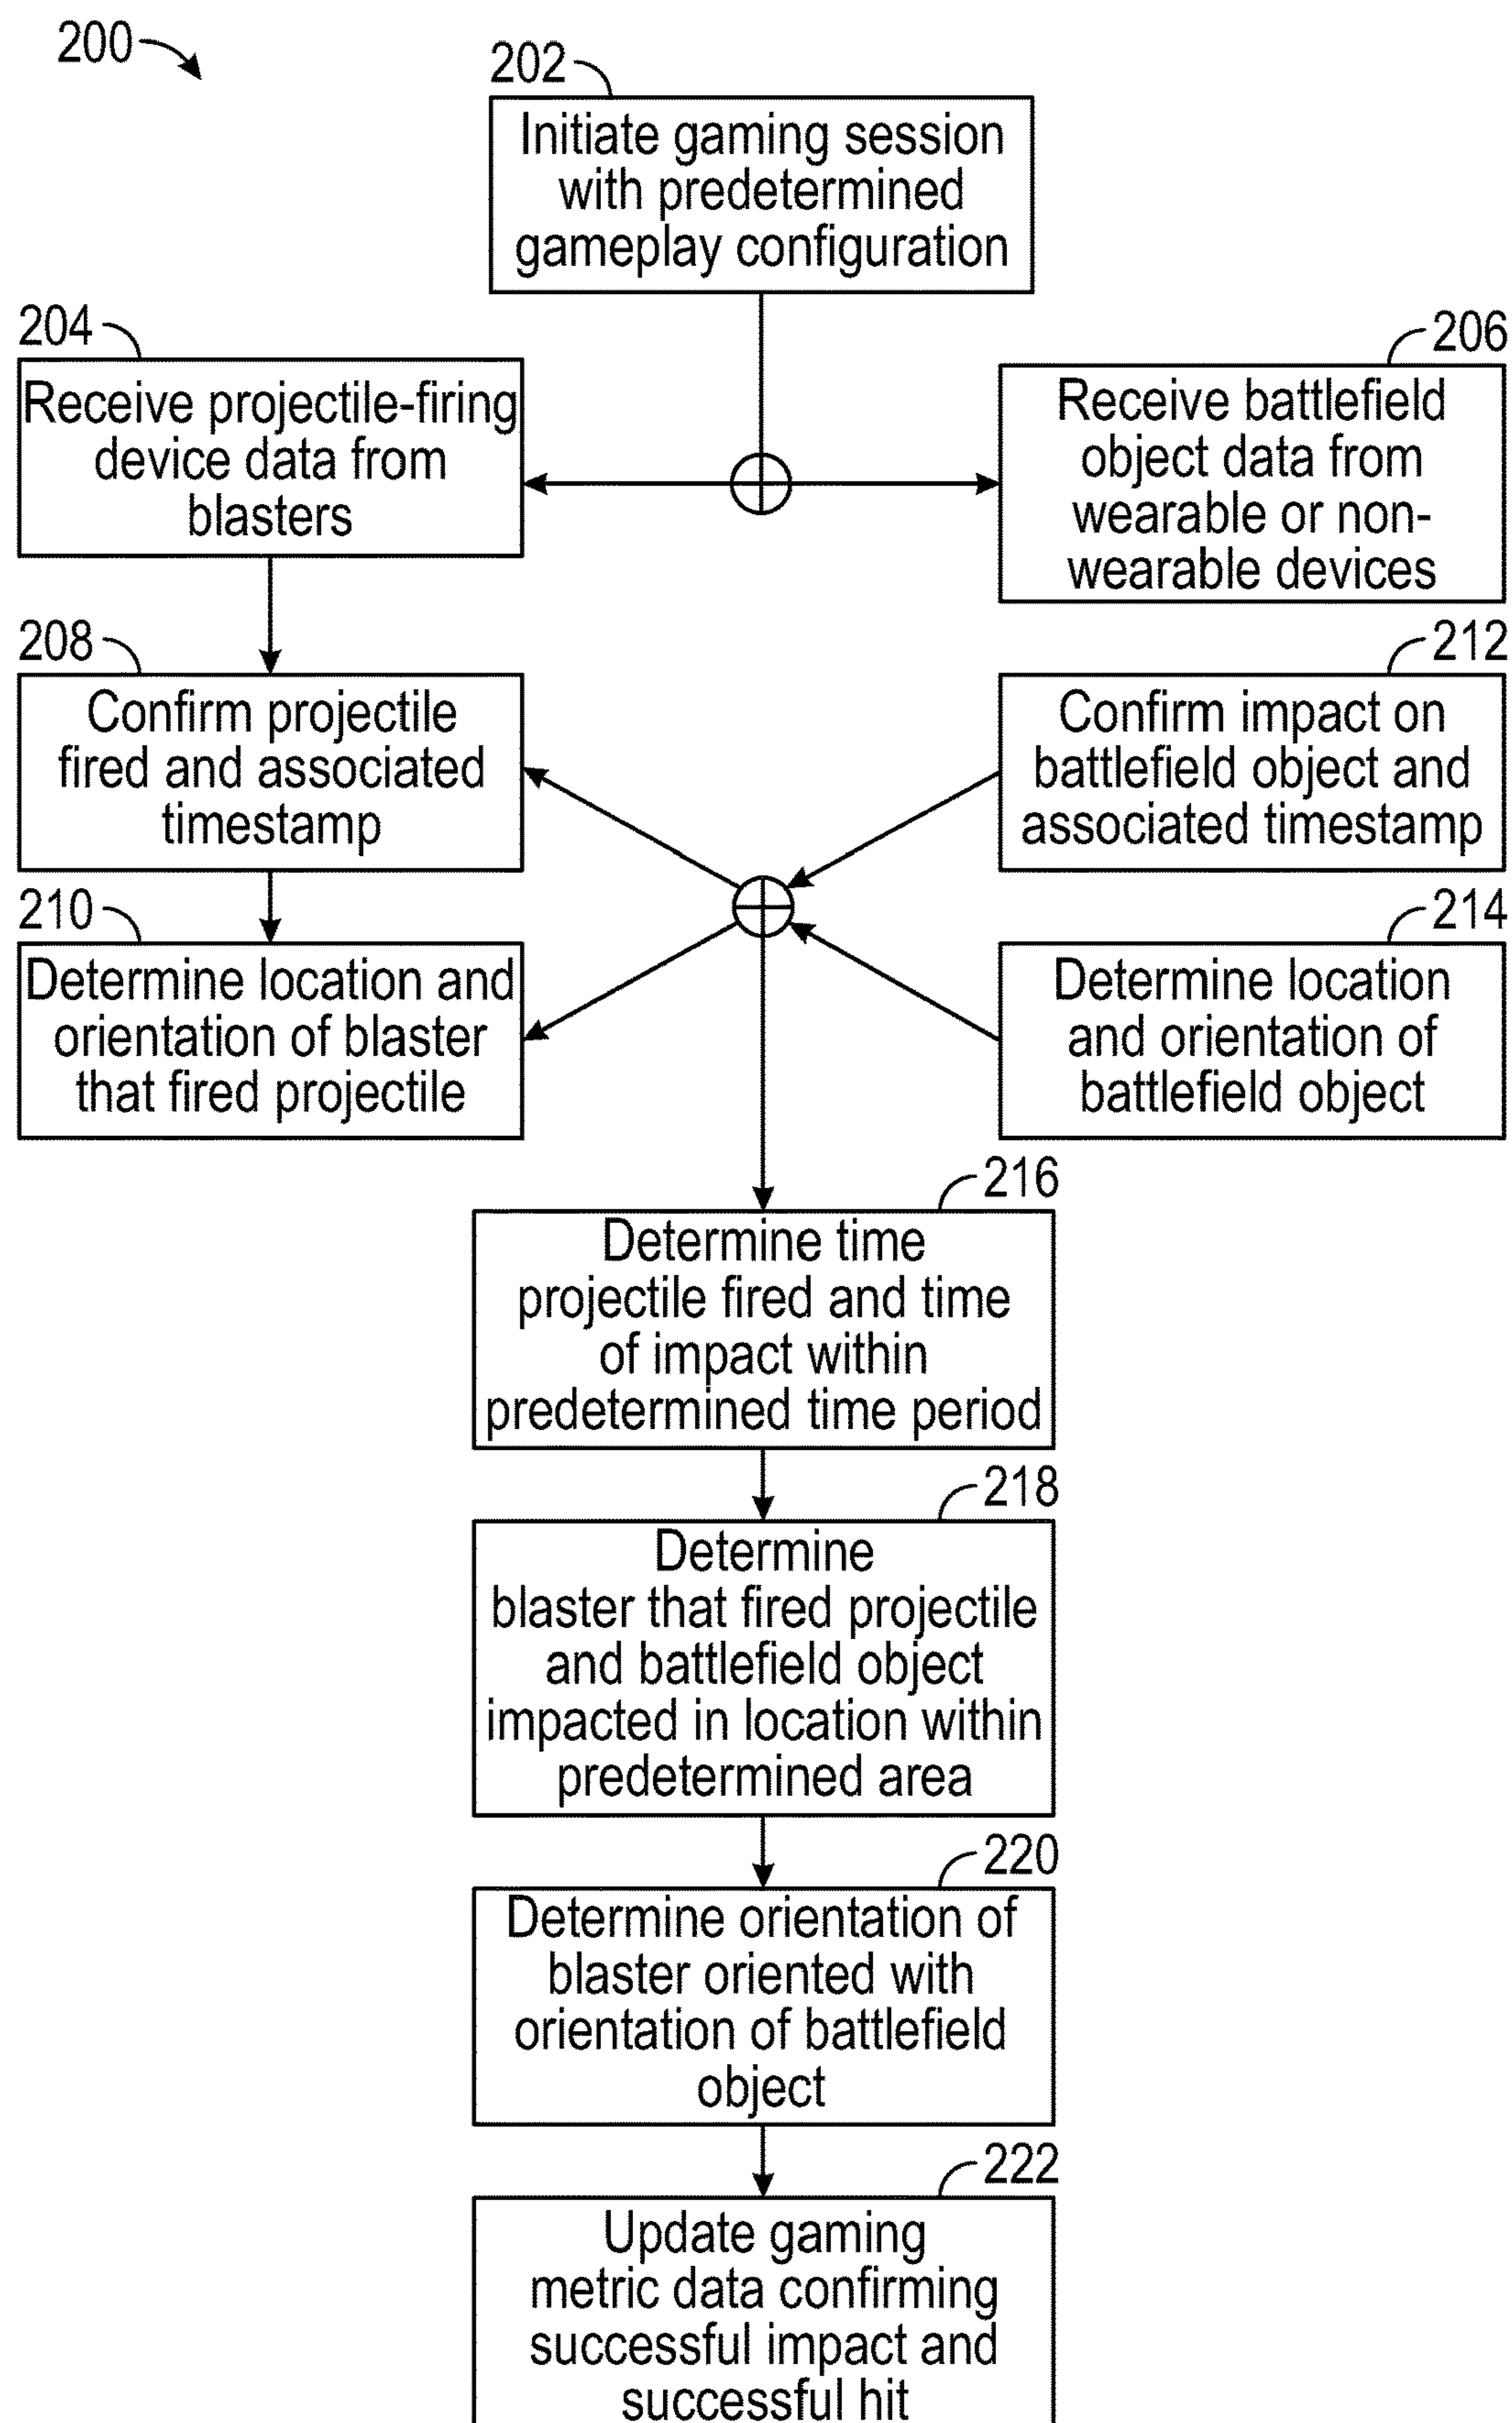 200
202
Initiate gaming session
with predetermined
gameplay configuration
204
Receive projectile-firing
device data from
blasters
206
Receive battlefield
object data from
wearable or non-
wearable devices
208
Confirm projectile
fired and associated
timestamp
212
Confirm impact on
battlefield object and
associated timestamp
210
Determine location and
orientation of blaster
that fired projectile
214
Determine location
and orientation of
battlefield object
216
Determine time
projectile fired and time
of impact within
predetermined time period
218
Determine
blaster that fired projectile
and battlefield object
impacted in location within
predetermined area
220
Determine orientation of
blaster oriented with
orientation of battlefield
object
222
Update gaming
metric data confirming
successful impact and
successful hit